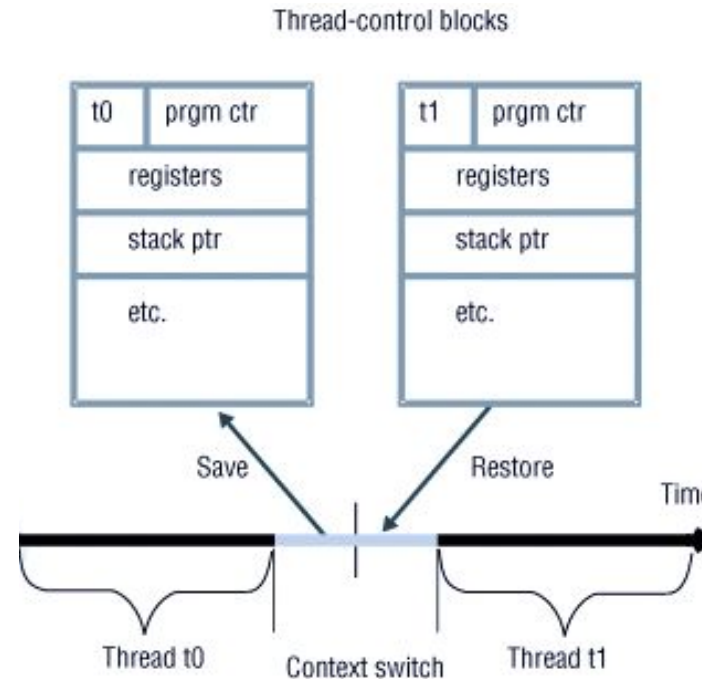 Thread-control blocks
t0 prgm ctr
registers
stack ptr
etc.
t1 prgm ctr
registers
stack ptr
etc.
Save
Restore
Tim
Thread t0
Context switch
Thread t1